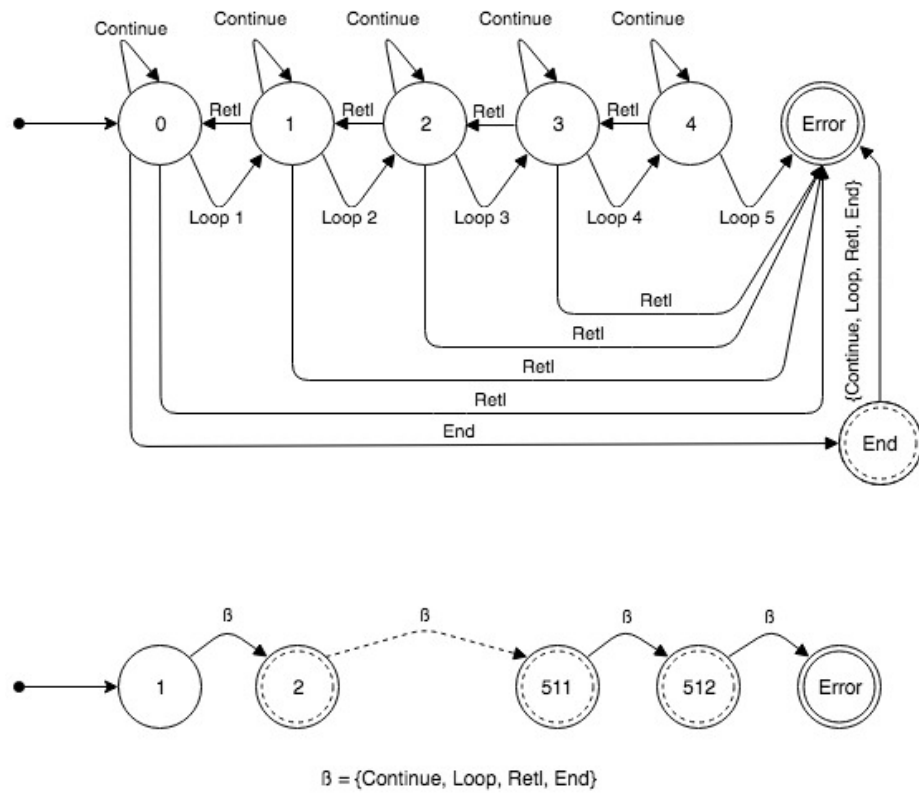 Continue
Continue
Continue
Continue
Continue
0
Retl
1
Retl
2
Retl
3
Retl
4
Error
Loop 1
Loop 2
Loop 3
Loop 4
Loop 5
{Continue, Loop, Retl, End}
Retl
Retl
Retl
Retl
End
End
ß
ß
ß
ß
1
2
511
512
Error
ß = {Continue, Loop, Retl, End}